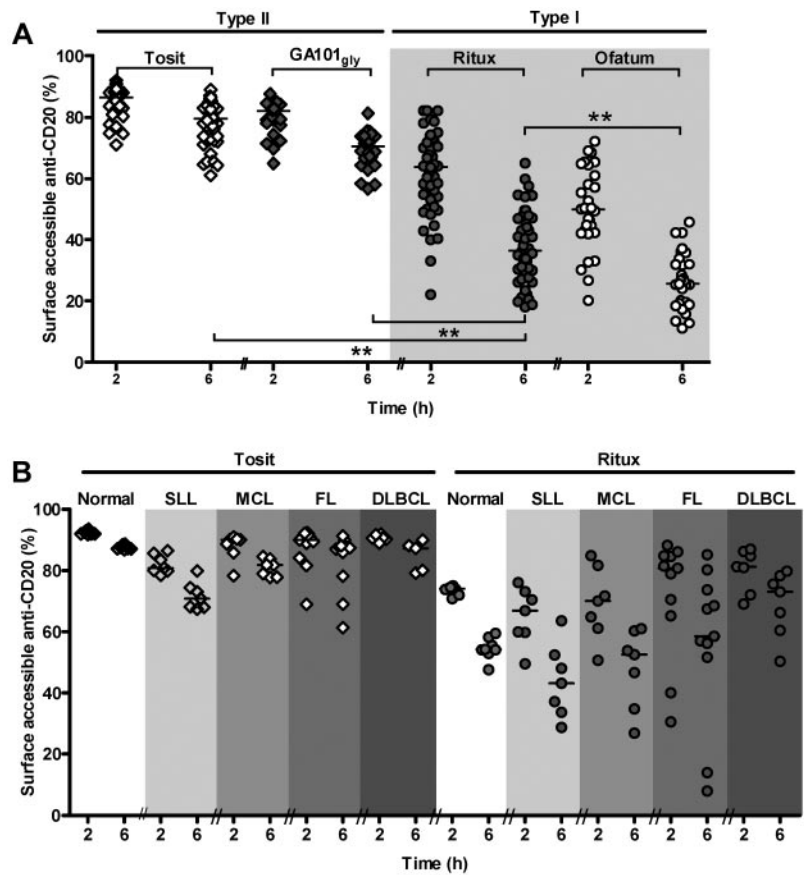 A
Type II Type I
Tosit GA101gly Ritux Ofatum
Surface accessible anti-CD20 (%)
100
80
60
40
20
0
**
**
**
2 6 // 2 6 // 2 6 // 2 6
Time (h)
B
Tosit Ritux
Normal SLL MCL FL DLBCL Normal SLL MCL FL DLBCL
Surface accessible anti-CD20 (%)
100
80
60
40
20
0
2 6 // 2 6 // 2 6 // 2 6 // 2 6 // 2 6 // 2 6 // 2 6 // 2 6 // 2 6
Time (h)